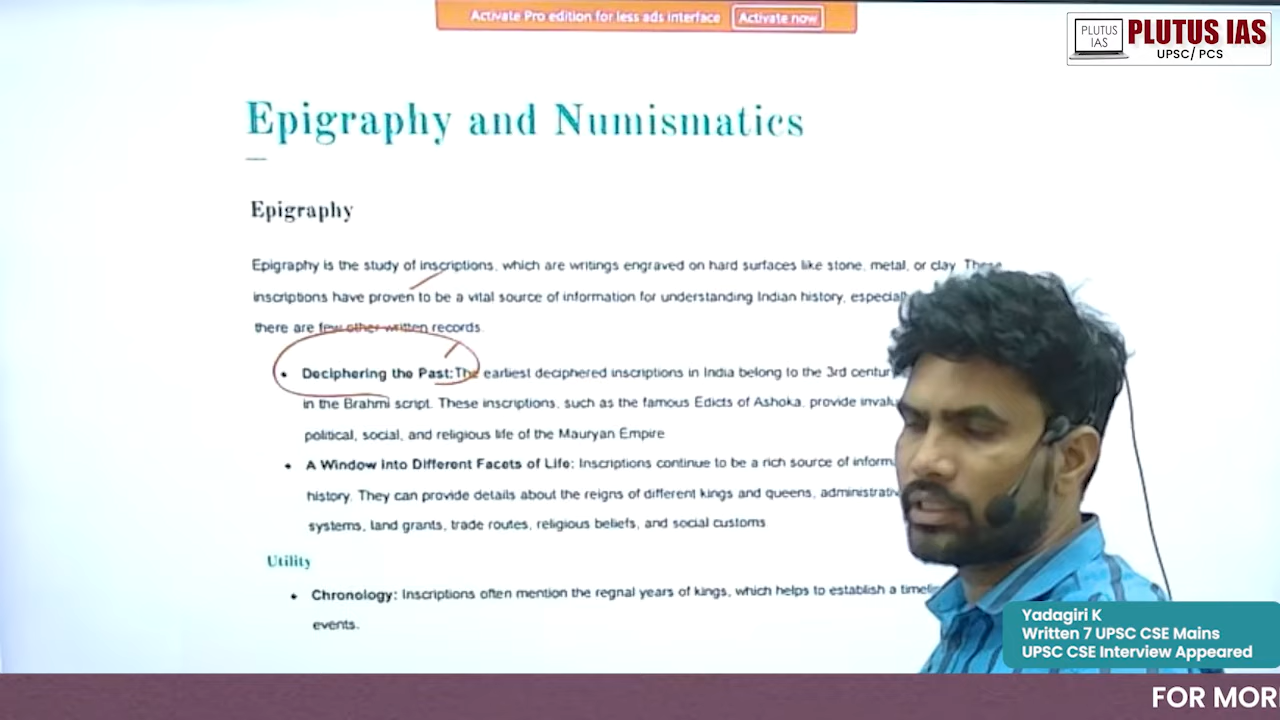 Activate Pro edition for less ads interface Activate now
PLUTUS IAS
PLUTUS IAS
UPSC/ PCS
Epigraphy and Numismatics
Epigraphy
Epigraphy is the study of inscriptions, which are writings engraved on hard surfaces like stone, metal, or clay. These
inscriptions have proven to be a vital source of information for understanding Indian history,
there are few other written records.
• Deciphering the Past: The earliest deciphered inscriptions in India belong to the 3rd
in the Brahmi script. These inscriptions, such as the famous Edicts of Ashoka, provide
political, social, and religious life of the Mauryan Empire
• A Window into Different Facets of Life: Inscriptions continue to be a rich source of
history. They can provide details about the reigns of different kings and queens,
systems, land grants, trade routes, religious beliefs, and social customs
Utility
• Chronology: Inscriptions often mention the regnal years of kings, which helps to establish a
events.
Yadagiri K
Written 7 UPSC CSE Mains
UPSC CSE Interview Appeared
FOR MOR